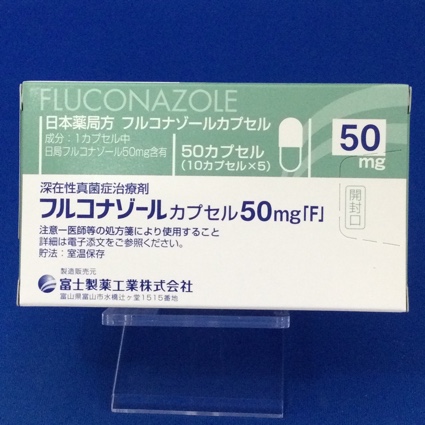 FLUCONAZOLE
日本薬局方 フルコナゾールカプセル
成分：1カプセル中
日局フルコナゾール50mg含有
50カプセル
(10カプセル×5)
50
mg
深在性真菌症治療剤
フルコナゾール カプセル50mg「F」
開封口
注意－医師等の処方箋により使用すること
詳細は電子添文をご参照ください。
貯法：室温保存
製造販売元
富士製薬工業株式会社
富山県富山市水橋辻ヶ堂1515番地